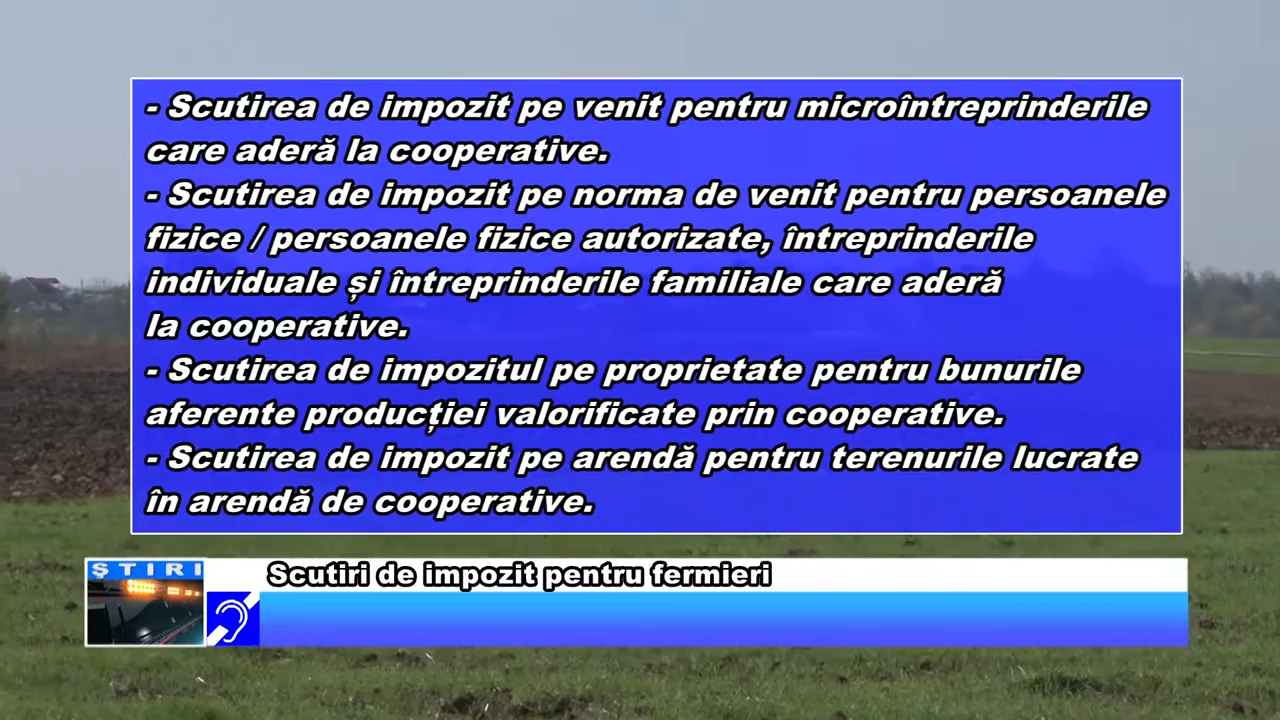 - Scutirea de impozit pe venit pentru microîntreprinderile
care aderă la cooperative.
- Scutirea de impozit pe norma de venit pentru persoanele
fizice / persoanele fizice autorizate, întreprinderile
individuale și întreprinderile familiale care aderă
la cooperative.
- Scutirea de impozitul pe proprietate pentru bunurile
aferente producției valorificate prin cooperative.
- Scutirea de impozit pe arendă pentru terenurile lucrate
în arendă de cooperative.
ȘTIRI
Scutiri de impozit pentru fermieri